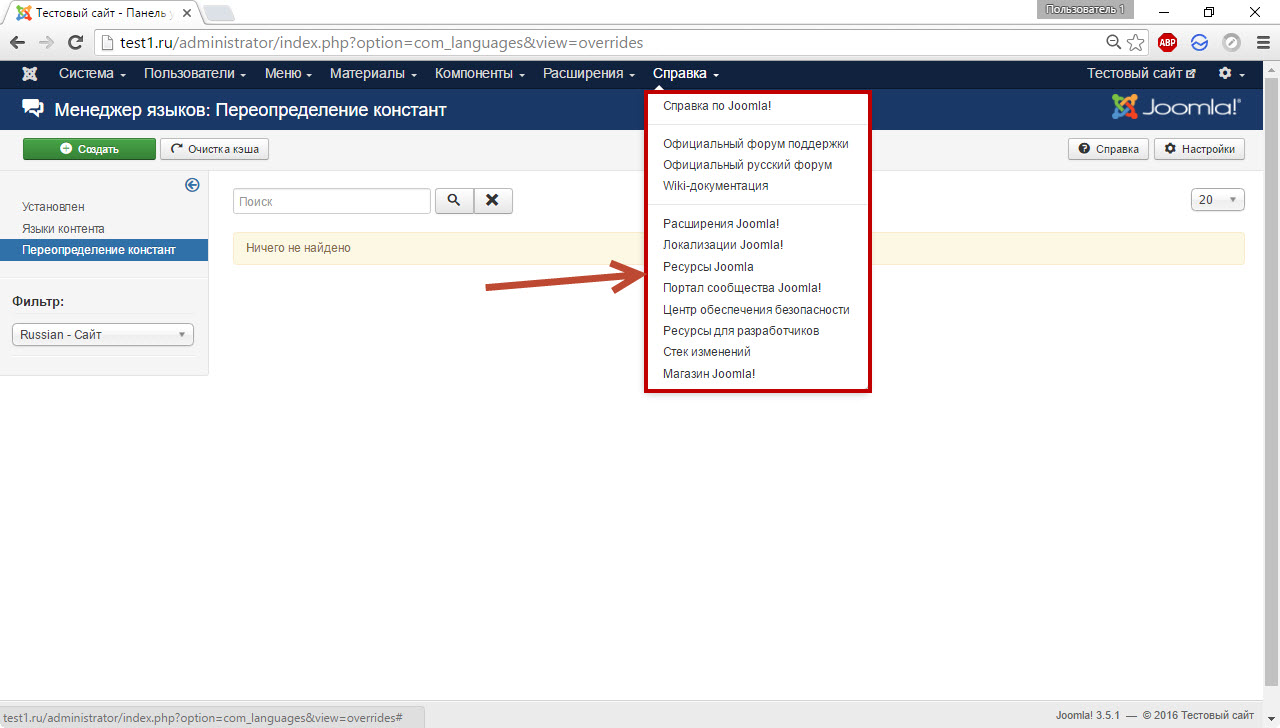 Тестовый сайт - Панель у
Пользователь 1
test1.ru/administrator/index.php?option=com_languages&view=overrides
ABP
Система Пользователи Меню Материалы Компоненты Расширения Справка Тестовый сайт
Менеджер языков: Переопределение констант
Joomla!®
Создать Очистка кэша Справка Настройки
Установлен
Языки контента
Переопределение констант
Фильтр:
Russian - Сайт
Поиск
20
Ничего не найдено
Справка по Joomla!
Официальный форум поддержки
Официальный русский форум
Wiki-документация
Расширения Joomla!
Локализации Joomla!
Ресурсы Joomla
Портал сообщества Joomla!
Центр обеспечения безопасности
Ресурсы для разработчиков
Стек изменений
Магазин Joomla!
test1.ru/administrator/index.php?option=com_languages&view=overrides#
Joomla! 3.5.1 — © 2016 Тестовый сайт